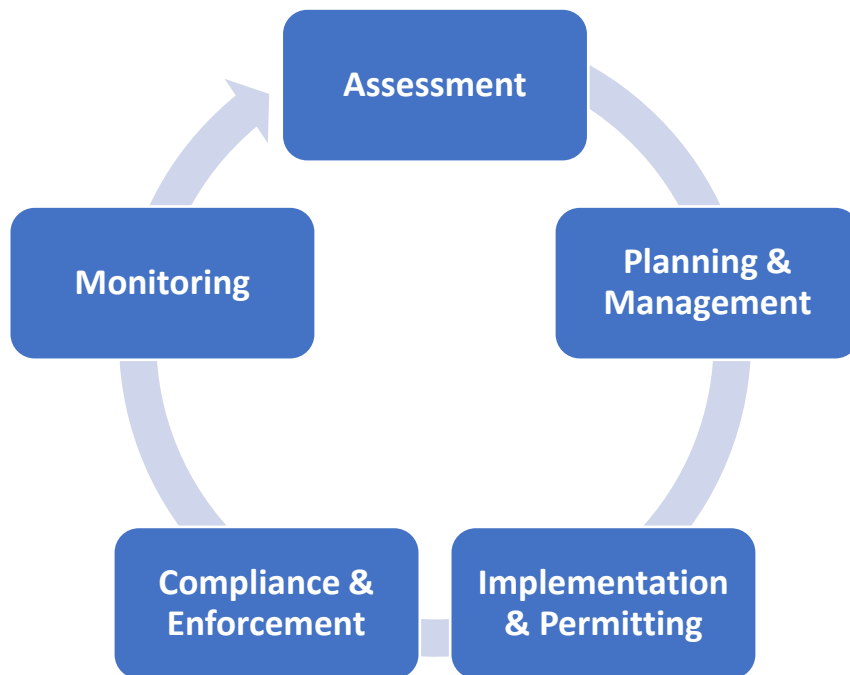 Assessment
Planning &
Management
Implementation
& Permitting
Compliance &
Enforcement
Monitoring